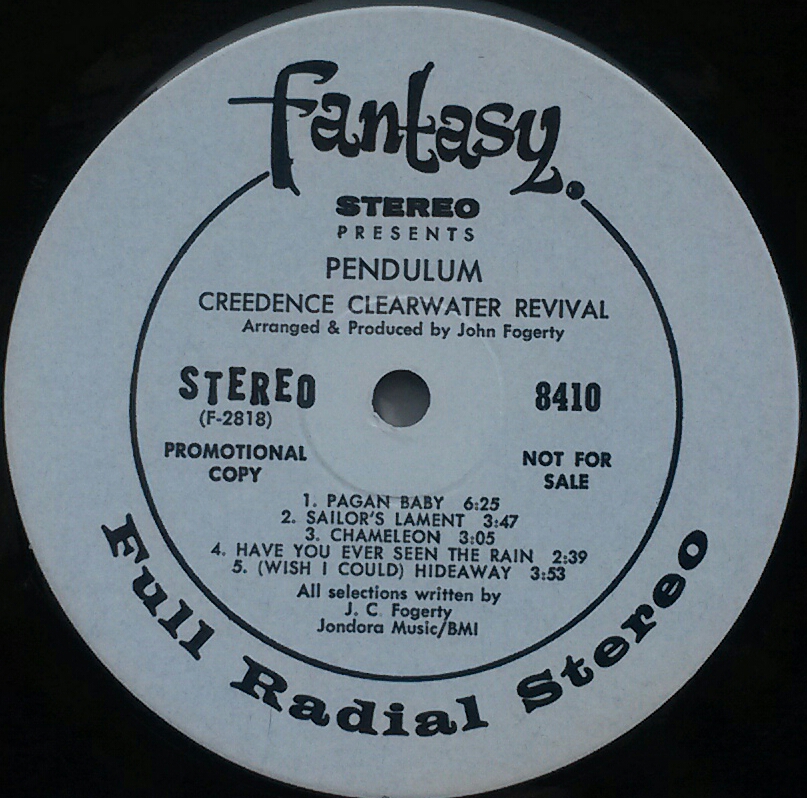 fantasy.
STEREO
PRESENTS
PENDULUM
CREEDENCE CLEARWATER REVIVAL
Arranged & Produced by John Fogerty
STEREO
(F-2818)
8410
PROMOTIONAL
COPY
NOT FOR
SALE
1. PAGAN BABY 6:25
2. SAILOR'S LAMENT 3:47
3. CHAMELEON 3:05
4. HAVE YOU EVER SEEN THE RAIN 2:39
5. (WISH I COULD) HIDEAWAY 3:53
All selections written by
J. C. Fogerty
Jondora Music/BMI
Full Radial Stereo